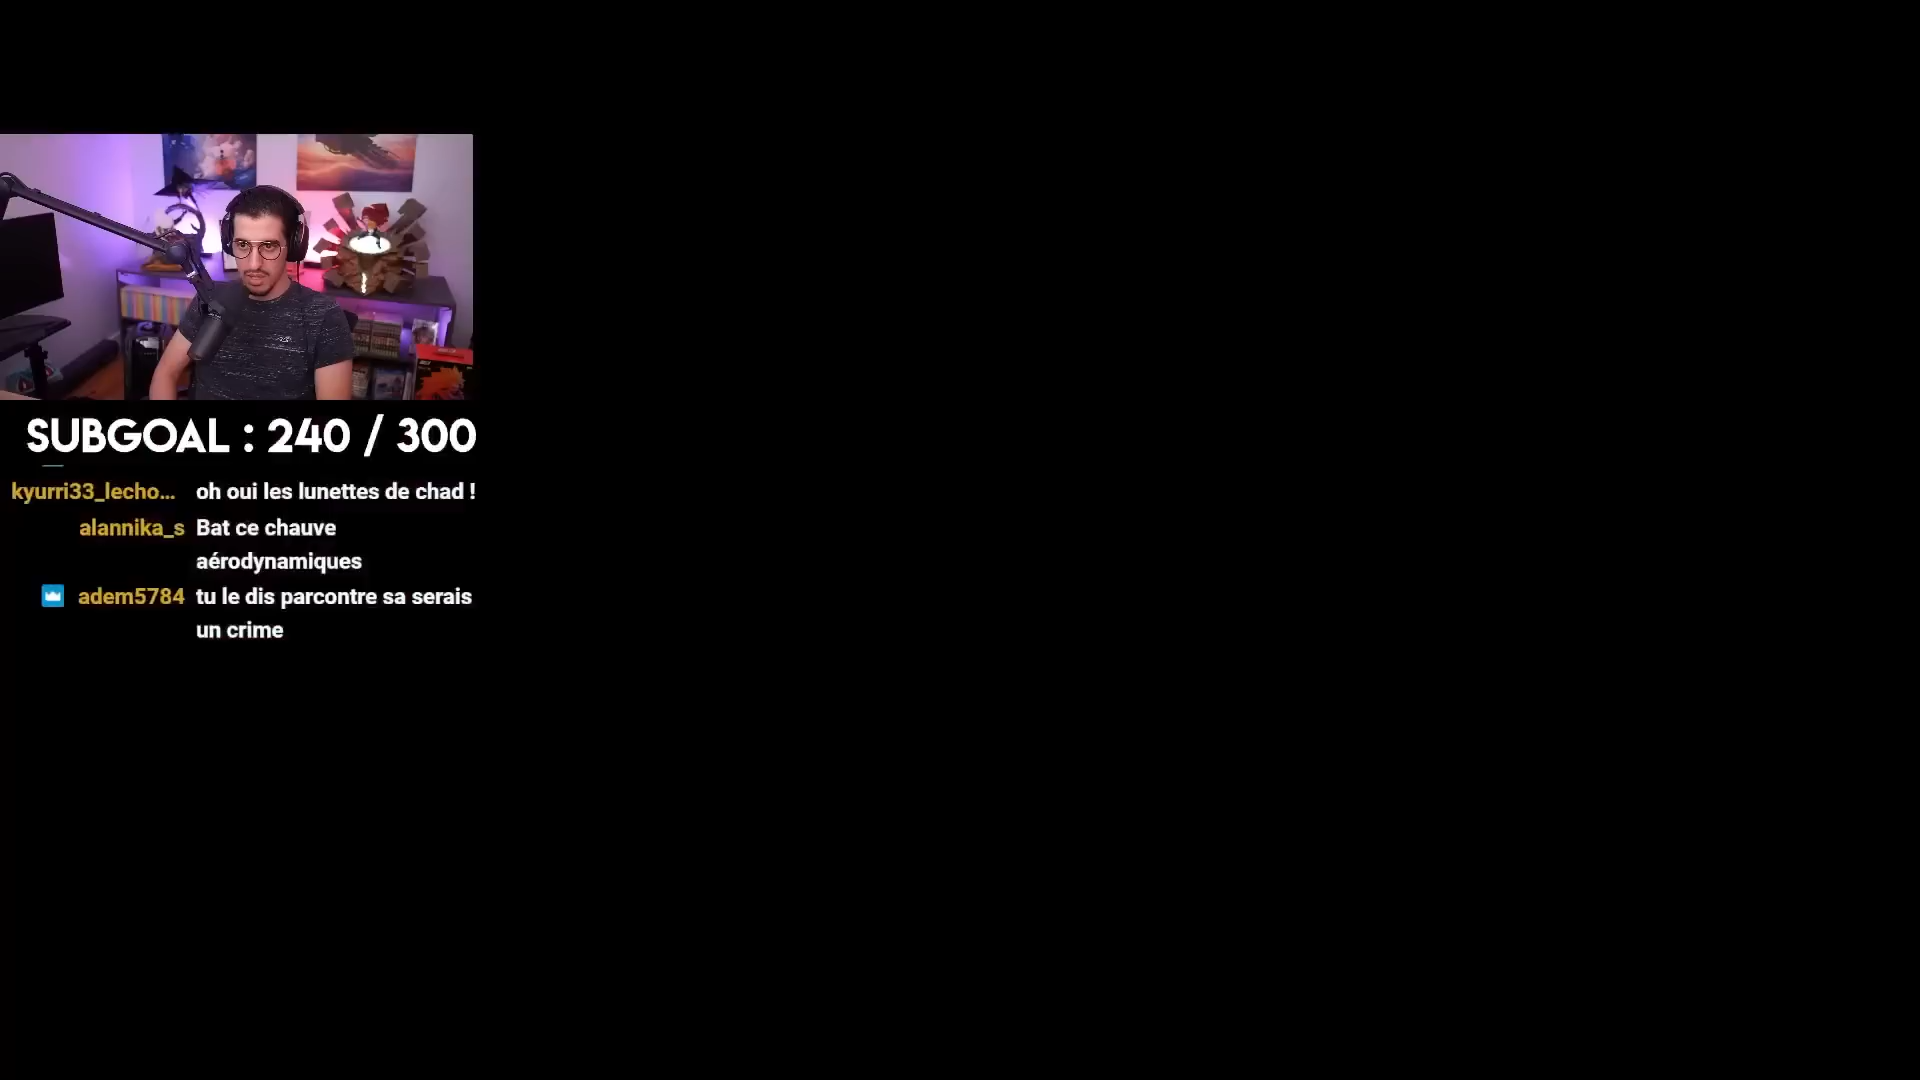 SUBGOAL : 240 / 300
kyurri33_lecho... oh oui les lunettes de chad !
alannika_s Bat ce chauve
aérodynamiques
adem5784 tu le dis parcontre sa serais
un crime